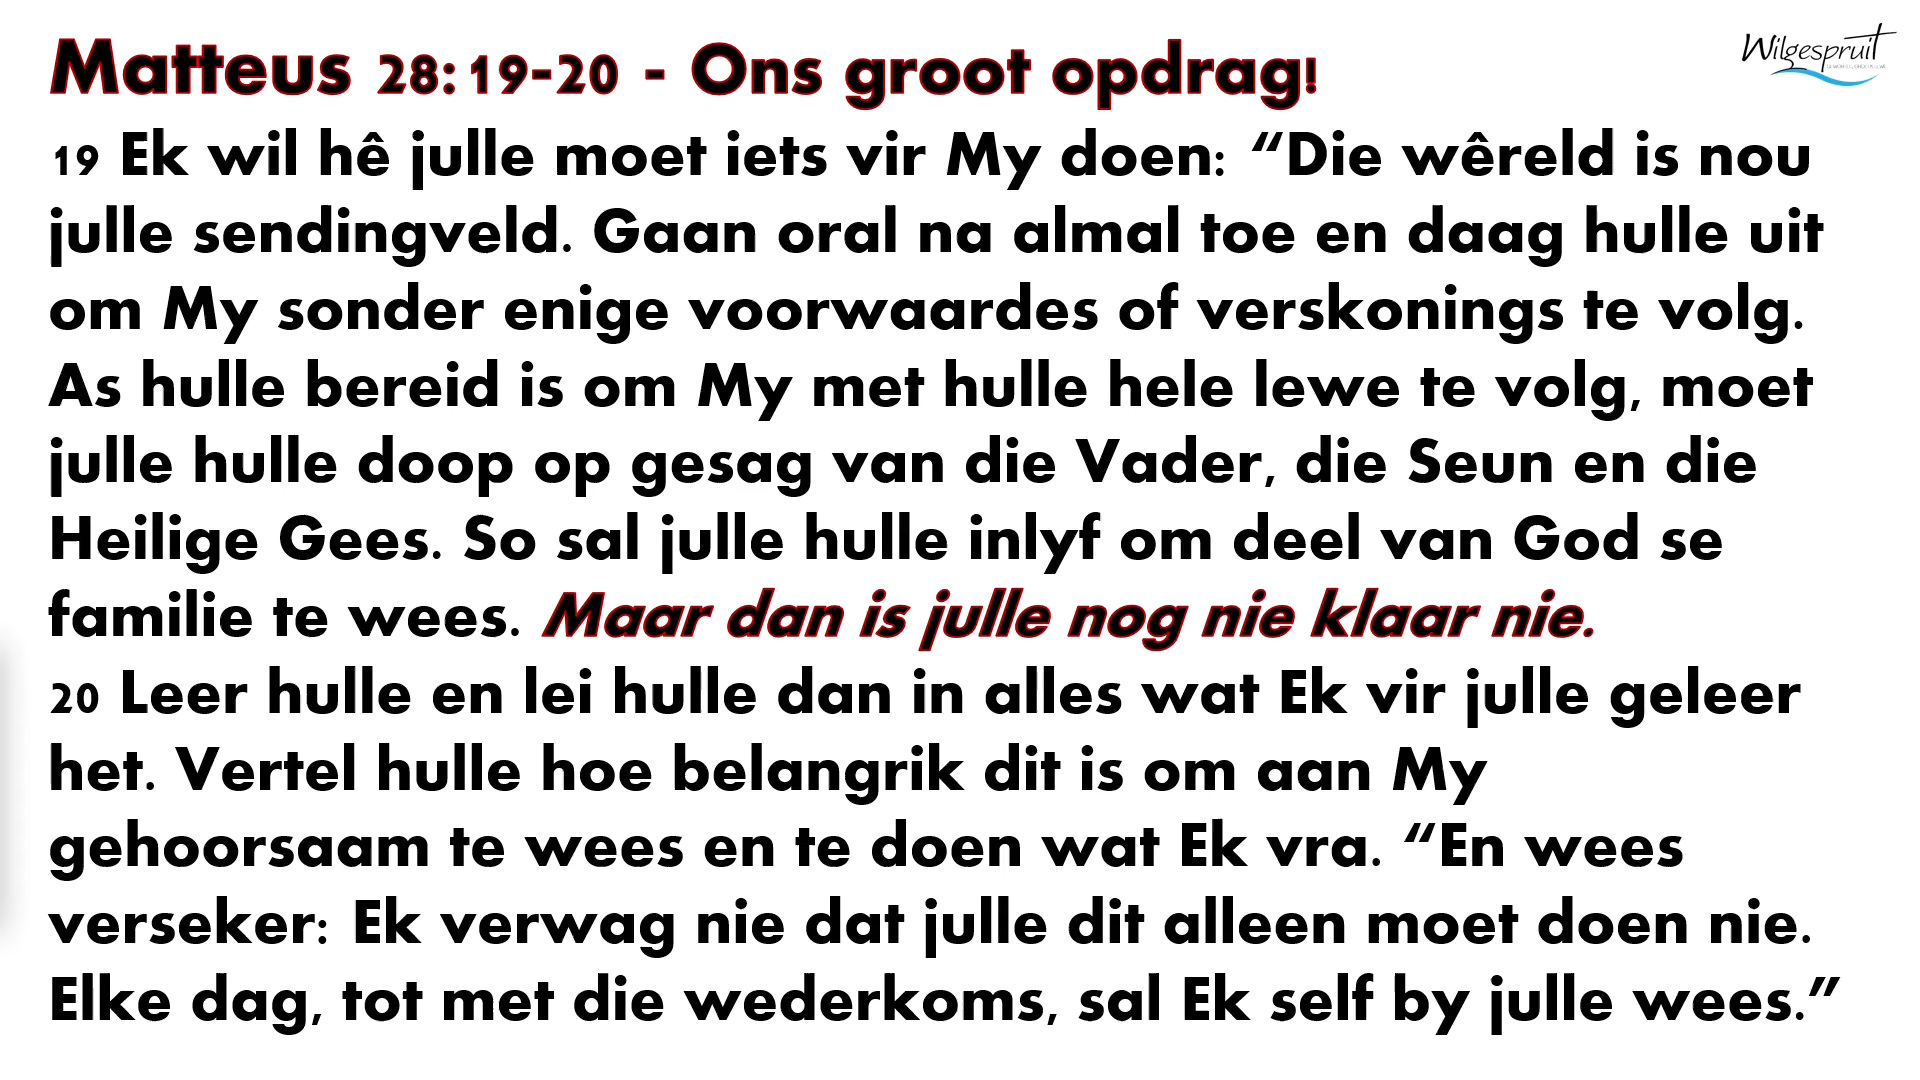 Matteus 28:19-20 - Ons groot opdrag!
Wilgespruit
19 Ek wil hê julle moet iets vir My doen: “Die wêreld is nou
julle sendingveld. Gaan oral na almal toe en daag hulle uit
om My sonder enige voorwaardes of verskonings te volg.
As hulle bereid is om My met hulle hele lewe te volg, moet
julle hulle doop op gesag van die Vader, die Seun en die
Heilige Gees. So sal julle hulle inlyf om deel van God se
familie te wees. Maar dan is julle nog nie klaar nie.
20 Leer hulle en lei hulle dan in alles wat Ek vir julle geleer
het. Vertel hulle hoe belangrik dit is om aan My
gehoorsaam te wees en te doen wat Ek vra. “En wees
verseker: Ek verwag nie dat julle dit alleen moet doen nie.
Elke dag, tot met die wederkoms, sal Ek self by julle wees.”